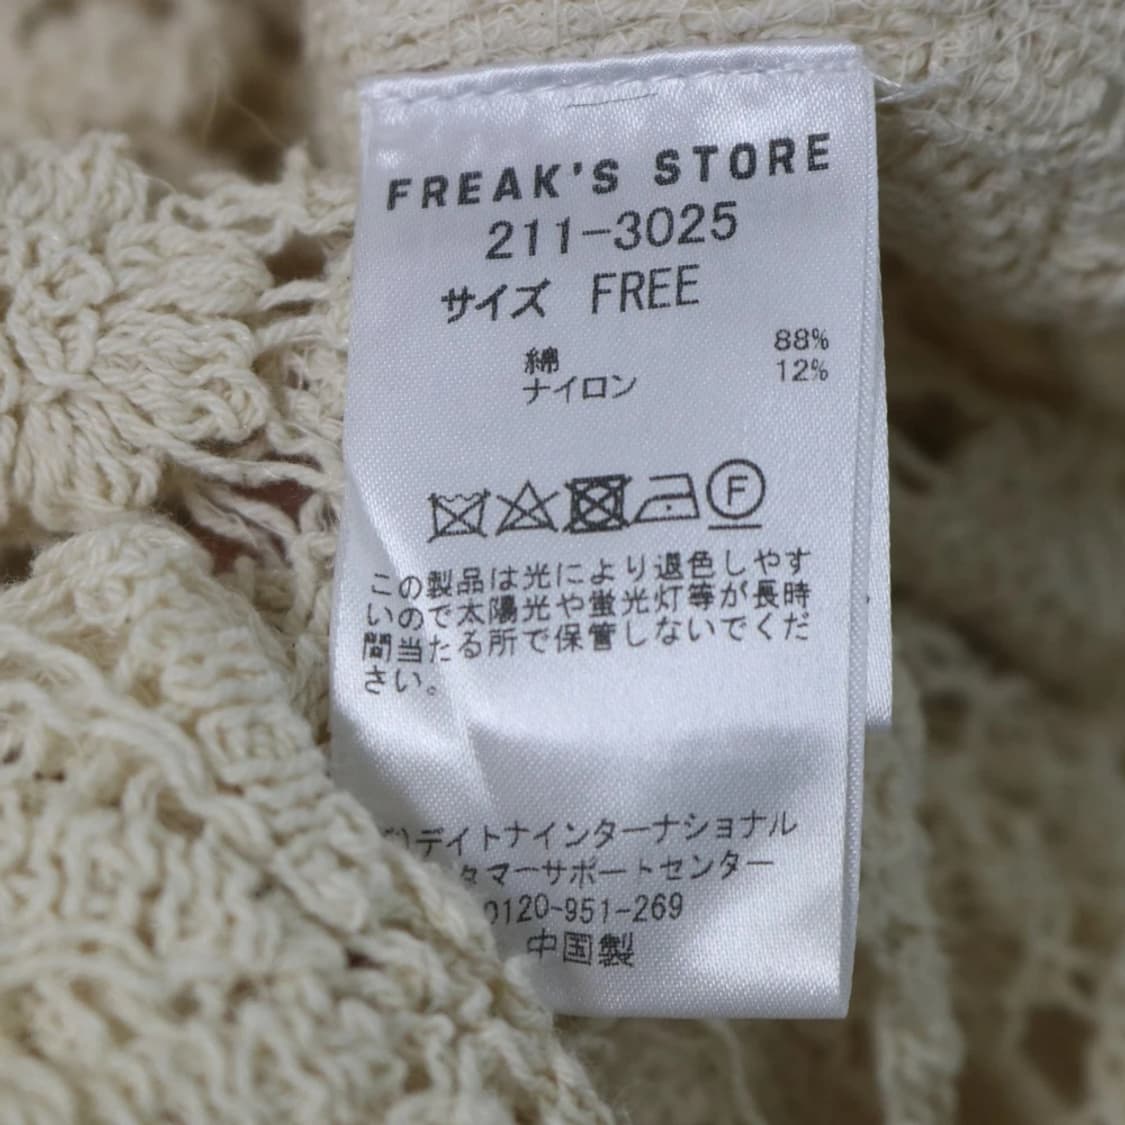 FREAK'S STORE
211-3025
サイズ FREE
綿 88%
ナイロン 12%
F
この製品は光により退色しやす
いので太陽光や蛍光灯等が長時
間当たる所で保管しないでくだ
さい。
)デイトナインターナショナル
タマーサポートセンター
0120-951-269
中国製